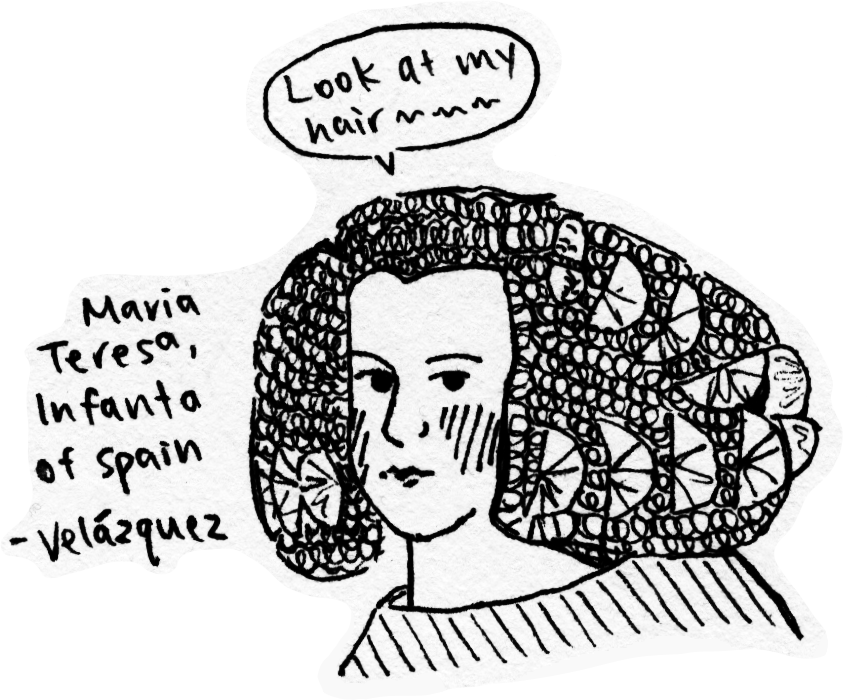 Look at my
hair ~~~
Maria
Teresa,
Infanta
of spain
-Velázquez